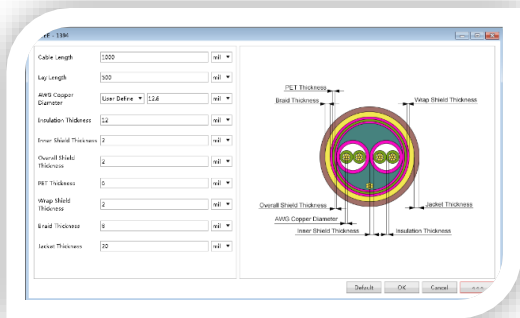 1394
Cable Length 1000 mil
Lay Length 500 mil
AWG Copper Diameter User Define 12.6 mil
Insulation Thickness 12 mil
Inner Shield Thickness 2 mil
Overall Shield Thickness 2 mil
PET Thickness mil
Wrap Shield Thickness 2 mil
Braid Thickness 8 mil
Jacket Thickness 20 mil
PET Thickness
Braid Thickness
Wrap Shield Thickness
Overall Shield Thickness
Jacket Thickness
AWG Copper Diameter
Inner Shield Thickness
Insulation Thickness
Default OK Cancel